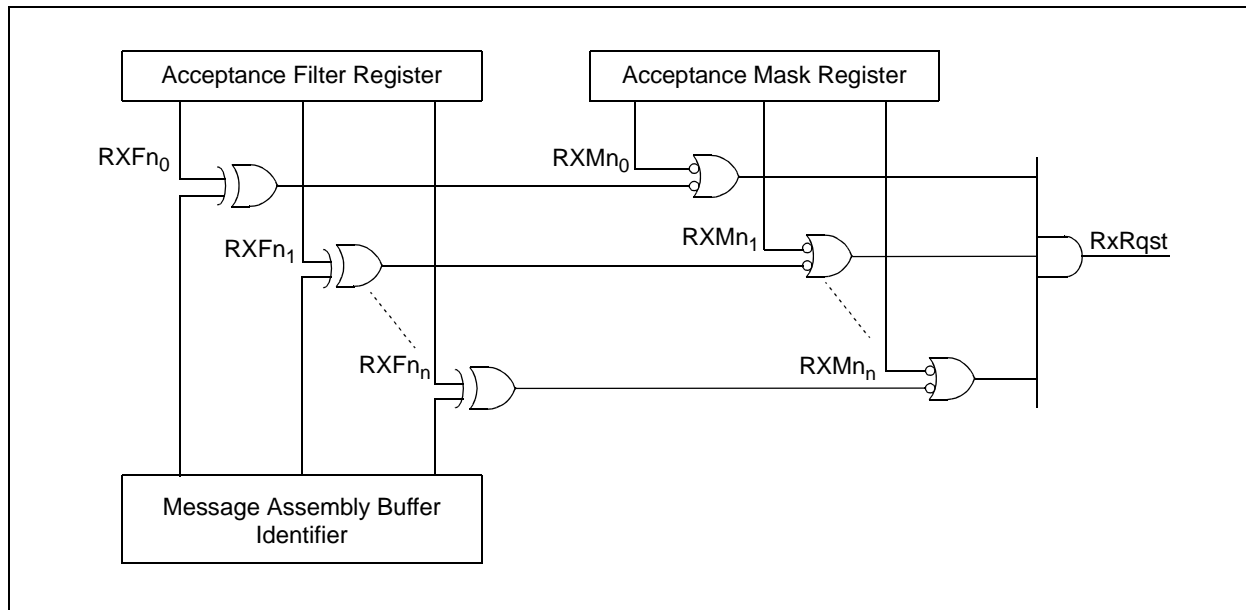 Acceptance Filter Register
Acceptance Mask Register
RXFn0
RXMn0
RXFn1
RXMn1
RxRqst
RXFnn
RXMnn
Message Assembly Buffer
Identifier